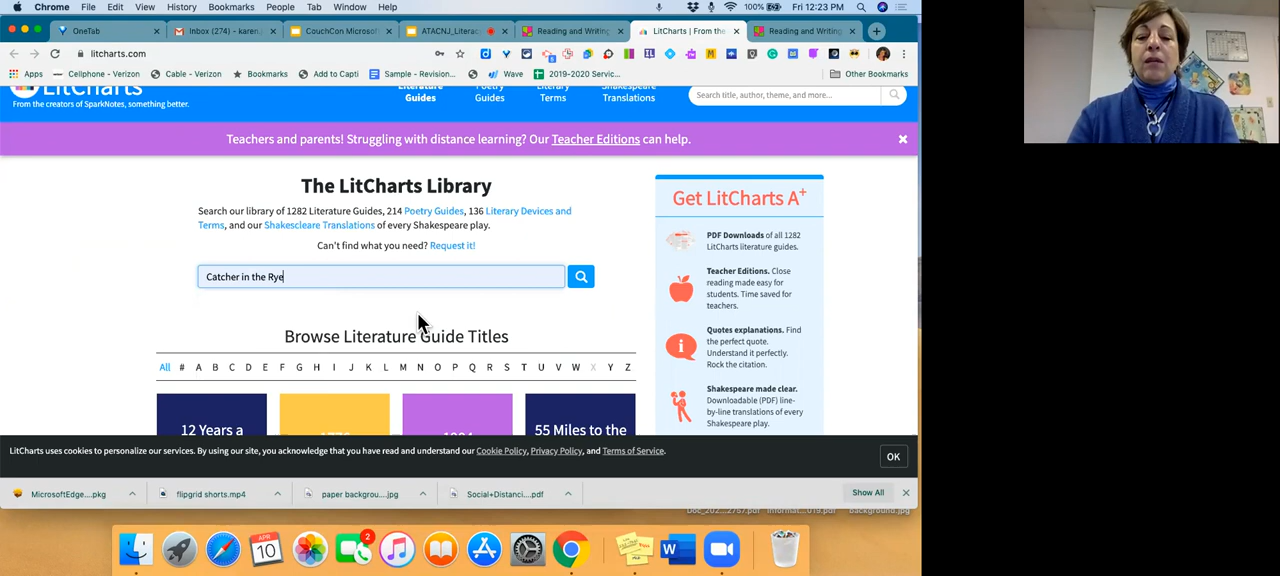 Chrome File Edit View History Bookmarks People Tab Window Help 100% Fri 12:23 PM
OneTab Inbox (274) - karen. CouchCon Microsof ATACNJ_Literac Reading and Writing LitCharts | From the Reading and Writing
litcharts.com
Apps Cellphone - Verizon Cable - Verizon Bookmarks Add to Capti Sample - Revision... Wave 2019-2020 Servic... Other Bookmarks
LitCharts
From the creators of SparkNotes, something better.
Literature Guides
Poetry Guides
Literary Terms
Shakespeare Translations
Search title, author, theme, and more...
Teachers and parents! Struggling with distance learning? Our Teacher Editions can help.
The LitCharts Library
Search our library of 1282 Literature Guides, 214 Poetry Guides, 136 Literary Devices and
Terms, and our Shakescleare Translations of every Shakespeare play.
Can't find what you need? Request it!
Catcher in the Rye
Browse Literature Guide Titles
All # A B C D E F G H I J K L M N O P Q R S T U V W X Y Z
12 Years a
1984
55 Miles to the
Get LitCharts A+
PDF Downloads of all 1282
LitCharts literature guides.
Teacher Editions. Close
reading made easy for
students. Time saved for
teachers.
Quotes explanations. Find
the perfect quote.
Understand it perfectly.
Rock the citation.
Shakespeare made clear.
Downloadable (PDF) line-
by-line translations of every
Shakespeare play.
LitCharts uses cookies to personalize our services. By using our site, you acknowledge that you have read and understand our Cookie Policy, Privacy Policy, and Terms of Service.
OK
MicrosoftEdge....pkg flipgrid shorts.mp4 paper backgrou....jpg Social+Distanci....pdf Show All
APR
10
2